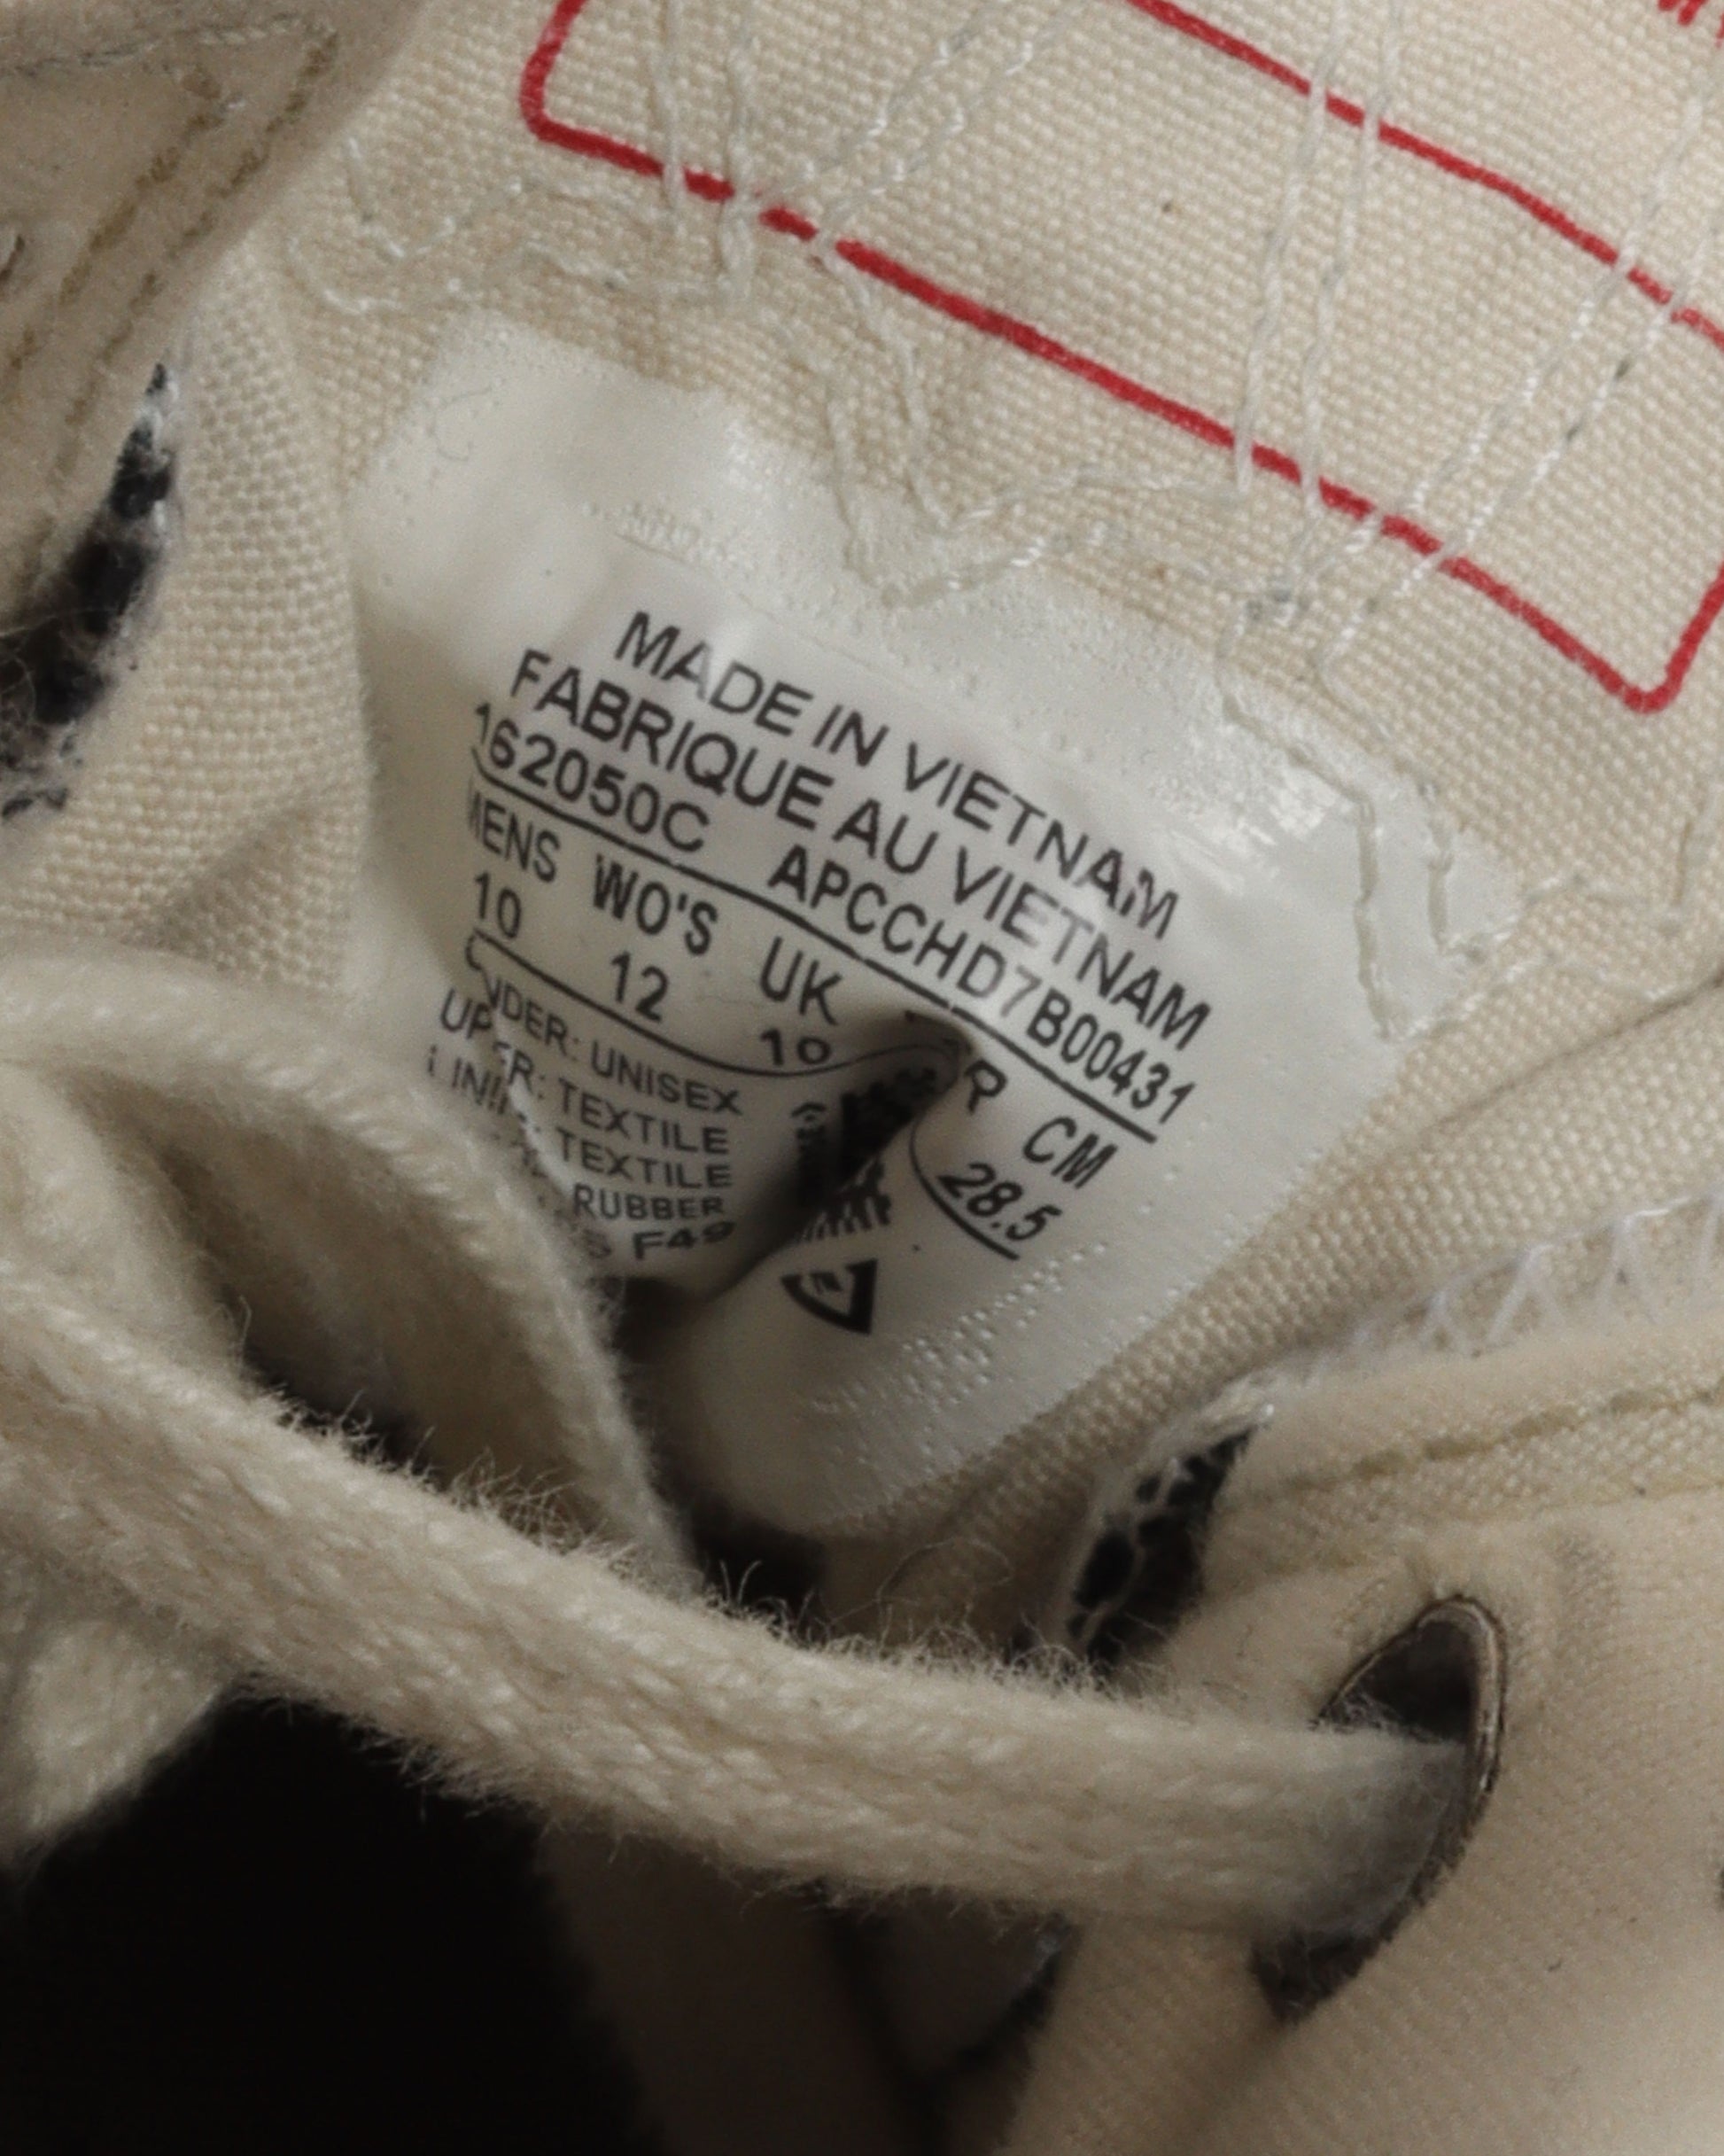 MADE IN VIETNAM
FABRIQUE AU VIETNAM
162050C APCCHD7B00431
MENS WO'S UK CM
10 12 10 28.5
UNISEX
TEXTILE
TEXTILE
RUBBER
F49